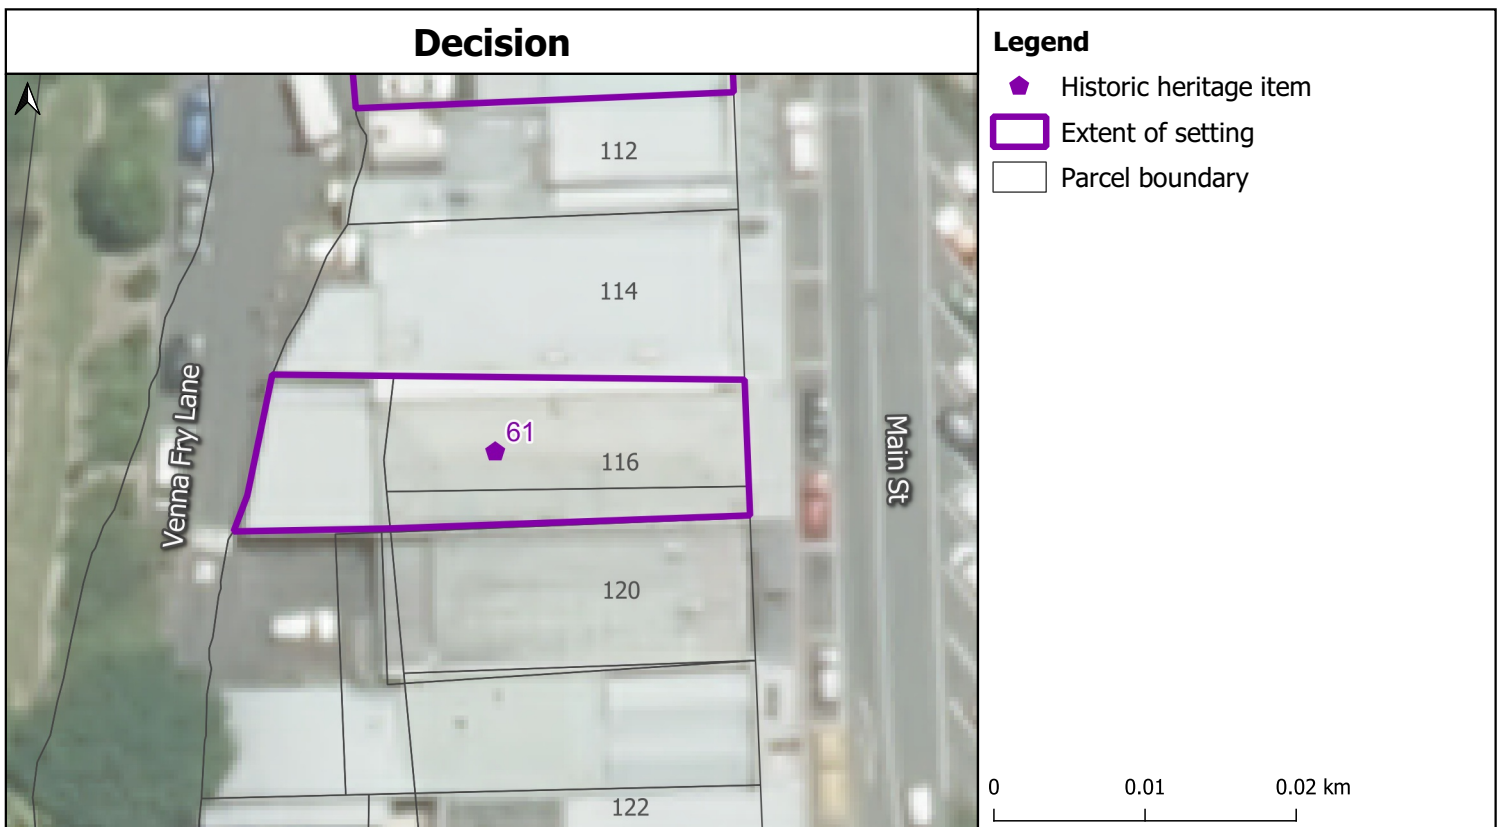 Decision
Legend
Historic heritage item
Extent of setting
Parcel boundary
112
114
61
116
Venna Fry Lane
Main St
120
122
0 0.01 0.02 km